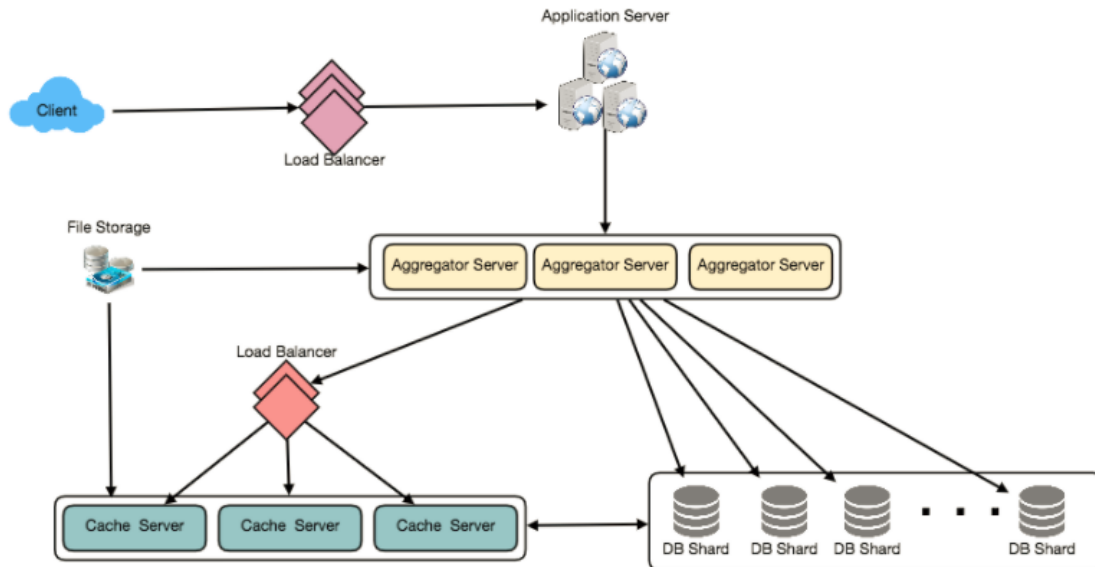 Application Server
Client
Load Balancer
File Storage
Aggregator Server
Aggregator Server
Aggregator Server
Load Balancer
Cache Server
Cache Server
Cache Server
DB Shard
DB Shard
DB Shard
DB Shard